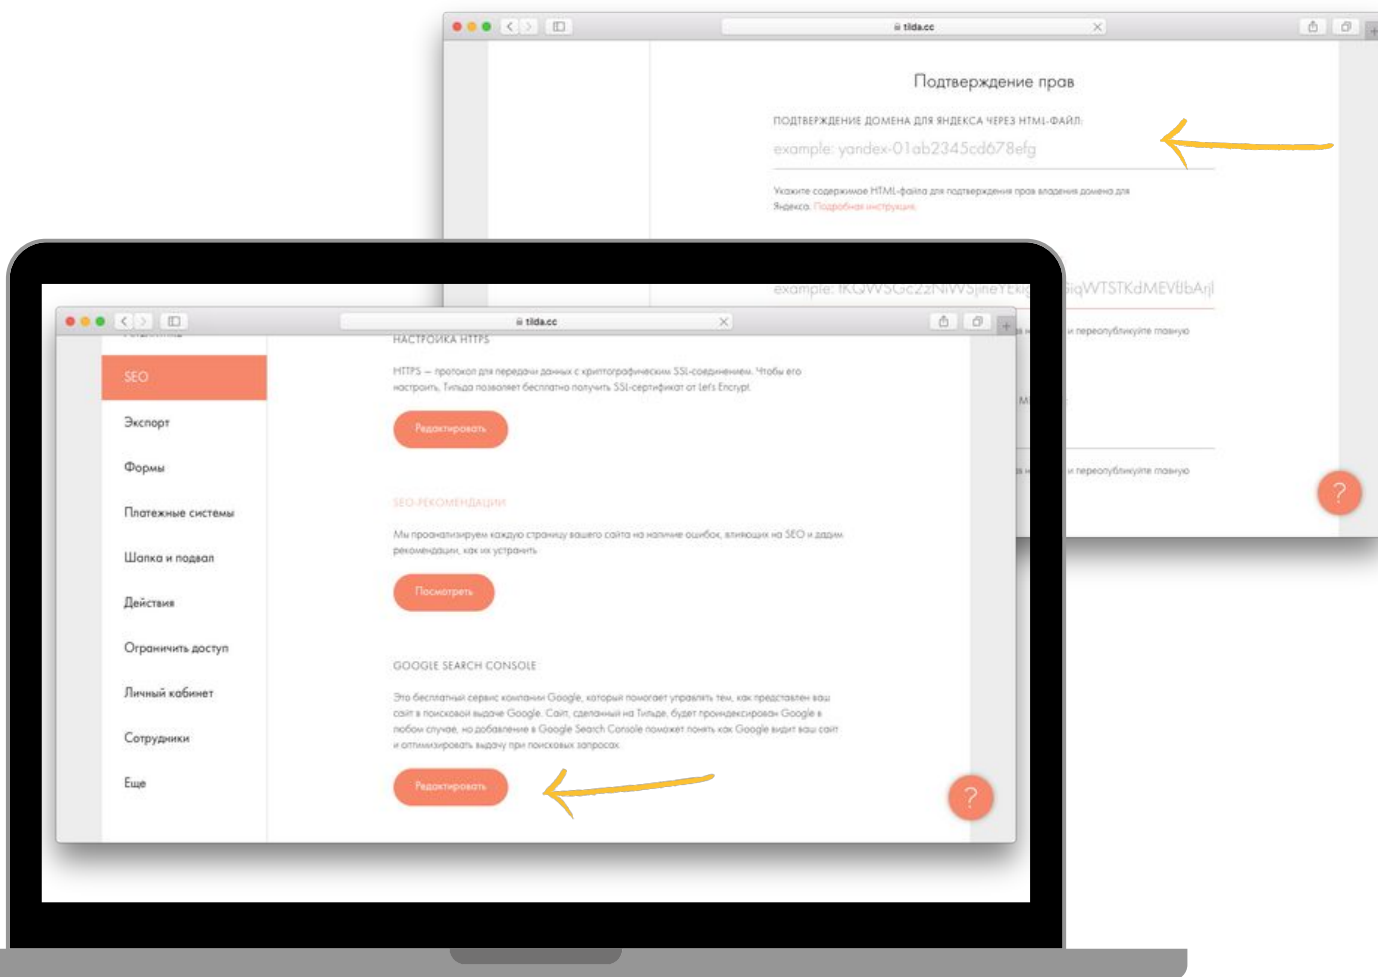 tilda.cc
Подтверждение прав
ПОДТВЕРЖДЕНИЕ ДОМЕНА ДЛЯ ЯНДЕКСА ЧЕРЕЗ HTML-ФАЙЛ:
example: yandex-01ab2345cd678efg
Укажите содержимое HTML-файла для подтверждения прав владения домена для
Яндекса. Подробная инструкция.
example:
и переопубликуйте главную
и переопубликуйте главную
?
tilda.cc
SEO
Экспорт
Формы
Платежные системы
Шапка и подвал
Действия
Ограничить доступ
Личный кабинет
Сотрудники
Еще
НАСТРОЙКА HTTPS
HTTPS — протокол для передачи данных с криптографическим SSL-соединением. Чтобы его
настроить, Тильда позволяет бесплатно получить SSL-сертификат от Let's Encrypt.
Редактировать
SEO-РЕКОМЕНДАЦИИ
Мы проанализируем каждую страницу вашего сайта на наличие ошибок, влияющих на SEO и дадим
рекомендации, как их устранить
Посмотреть
GOOGLE SEARCH CONSOLE
Это бесплатный сервис компании Google, который помогает управлять тем, как представлен ваш
сайт в поисковой выдаче Google. Сайт, сделанный на Тильде, будет проиндексирован Google в
любом случае, но добавление в Google Search Console поможет понять как Google видит ваш сайт
и оптимизировать выдачу при поисковых запросах
Редактировать
?